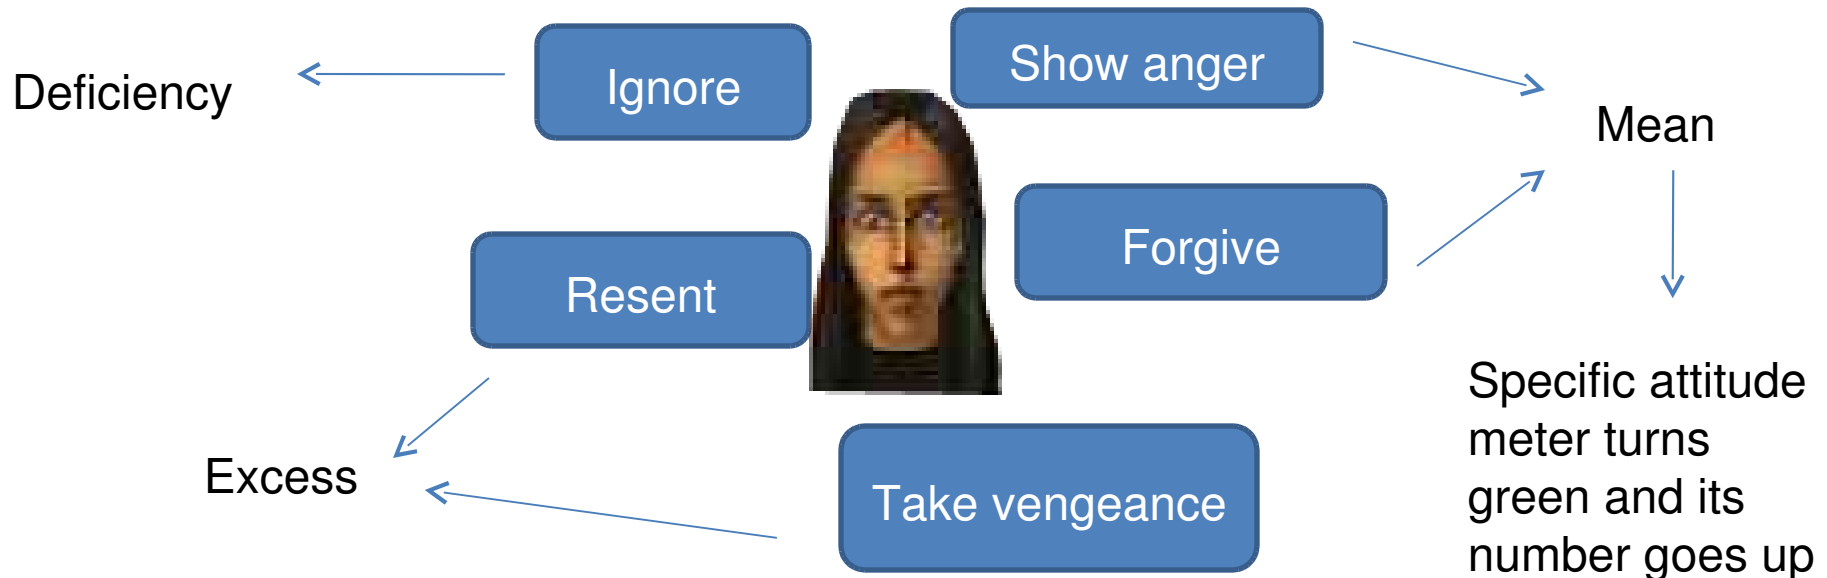 Show anger
Ignore
Deficiency
Mean
Forgive
Resent
Specific attitude
meter turns
green and its
number goes up
Excess
Take vengeance